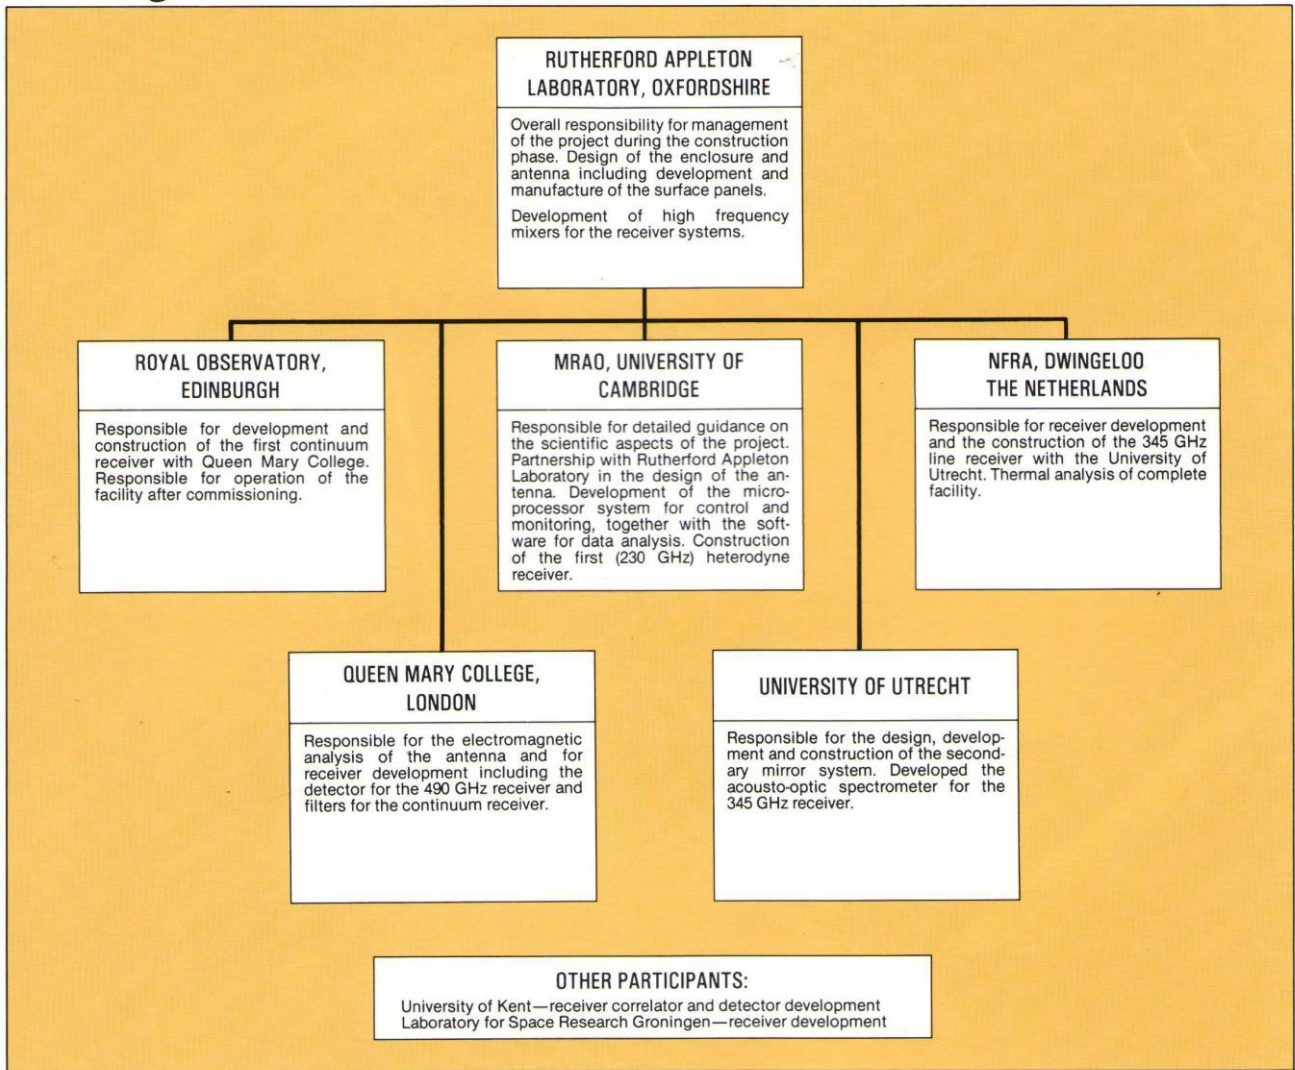 RUTHERFORD APPLETON
LABORATORY, OXFORDSHIRE
Overall responsibility for management
of the project during the construction
phase. Design of the enclosure and
antenna including development and
manufacture of the surface panels.
Development of high frequency
mixers for the receiver systems.
ROYAL OBSERVATORY,
EDINBURGH
Responsible for development and
construction of the first continuum
receiver with Queen Mary College.
Responsible for operation of the
facility after commissioning.
MRAO, UNIVERSITY OF
CAMBRIDGE
Responsible for detailed guidance on
the scientific aspects of the project.
Partnership with Rutherford Appleton
Laboratory in the design of the an-
tenna. Development of the micro-
processor system for control and
monitoring, together with the soft-
ware for data analysis. Construction
of the first (230 GHz) heterodyne
receiver.
NFRA, DWINGELOO
THE NETHERLANDS
Responsible for receiver development
and the construction of the 345 GHz
line receiver with the University of
Utrecht. Thermal analysis of complete
facility.
QUEEN MARY COLLEGE,
LONDON
Responsible for the electromagnetic
analysis of the antenna and for
receiver development including the
detector for the 490 GHz receiver and
filters for the continuum receiver.
UNIVERSITY OF UTRECHT
Responsible for the design, develop-
ment and construction of the second-
ary mirror system. Developed the
acousto-optic spectrometer for the
345 GHz receiver.
OTHER PARTICIPANTS:
University of Kent—receiver correlator and detector development
Laboratory for Space Research Groningen—receiver development